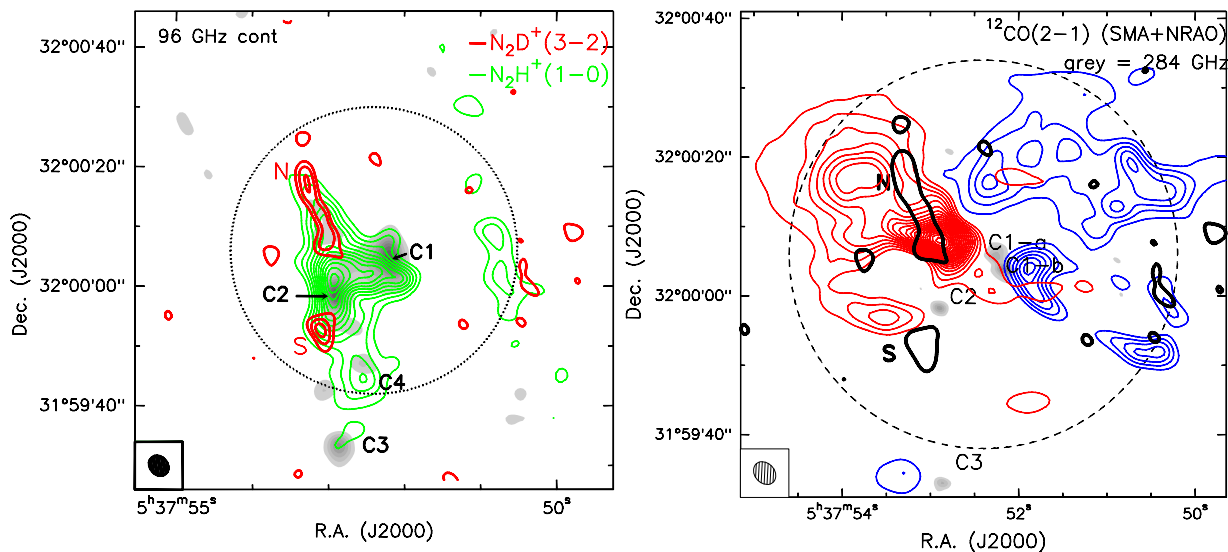 96 GHz cont
N₂D⁺(3−2)
N₂H⁺(1−0)
32°00'40''
32°00'20''
32°00'00''
31°59'40''
Dec. (J2000)
N
C1
C2
S
C4
C3
5ʰ37ᵐ55ˢ
50ˢ
R.A. (J2000)
¹²CO(2−1) (SMA+NRAO)
grey = 284 GHz
32°00'40''
32°00'20''
32°00'00''
31°59'40''
Dec. (J2000)
N
C1−a
C1−b
C2
S
C3
5ʰ37ᵐ54ˢ
52ˢ
50ˢ
R.A. (J2000)